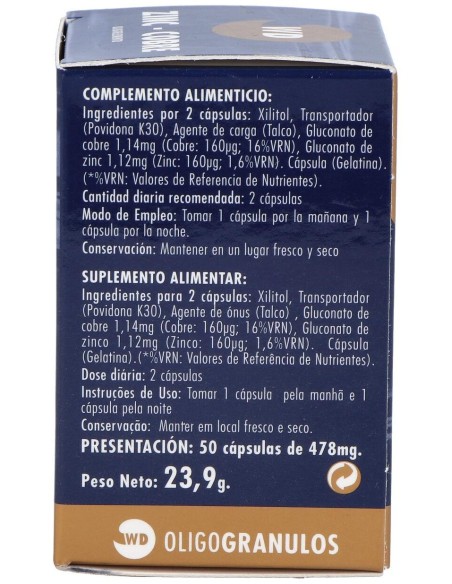 ZINC - COBRE
WD
COMPLEMENTO ALIMENTICIO:
Ingredientes por 2 cápsulas: Xilitol, Transportador
(Povidona K30), Agente de carga (Talco), Gluconato de
cobre 1,14mg (Cobre: 160µg; 16%VRN), Gluconato de
zinc 1,12mg (Zinc: 160µg; 1,6%VRN). Cápsula (Gelatina).
(*%VRN: Valores de Referencia de Nutrientes).
Cantidad diaria recomendada: 2 cápsulas
Modo de Empleo: Tomar 1 cápsula por la mañana y 1
cápsula por la noche.
Conservación: Mantener en un lugar fresco y seco
SUPLEMENTO ALIMENTAR:
Ingredientes para 2 cápsulas: Xilitol, Transportador
(Povidona K30), Agente de ónus (Talco) , Gluconato de
cobre 1,14mg (Cobre: 160µg; 16%VRN), Gluconato de
zinco 1,12mg (Zinco: 160µg; 1,6%VRN). Cápsula
(Gelatina).(*%VRN: Valores de Referência de Nutrientes).
Dose diária: 2 cápsulas
Instruções de Uso: Tomar 1 cápsula pela manhã e 1
cápsula pela noite
Conservação: Manter em local fresco e seco.
PRESENTACIÓN: 50 cápsulas de 478mg.
Peso Neto: 23,9g.
WD OLIGOGRANULOS